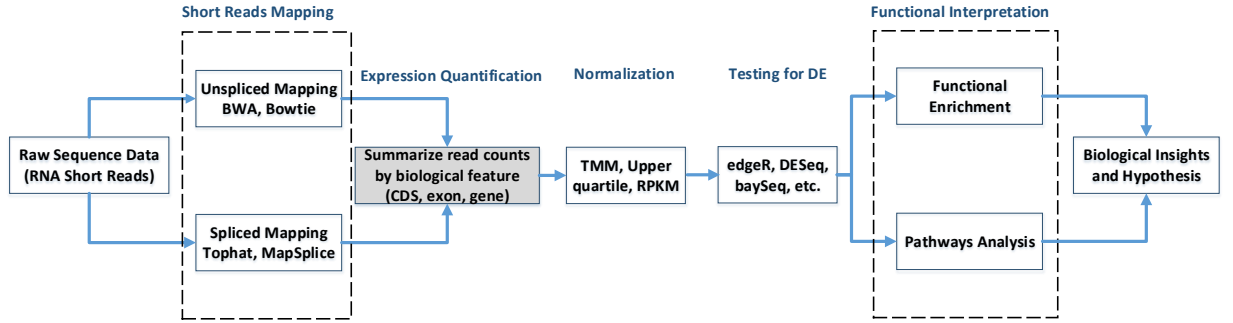 Short Reads Mapping
Functional Interpretation
Expression Quantification
Normalization
Testing for DE
Raw Sequence Data
(RNA Short Reads)
Unspliced Mapping
BWA, Bowtie
Spliced Mapping
Tophat, MapSplice
Summarize read counts
by biological feature
(CDS, exon, gene)
TMM, Upper
quartile, RPKM
edgeR, DESeq,
baySeq, etc.
Functional
Enrichment
Pathways Analysis
Biological Insights
and Hypothesis